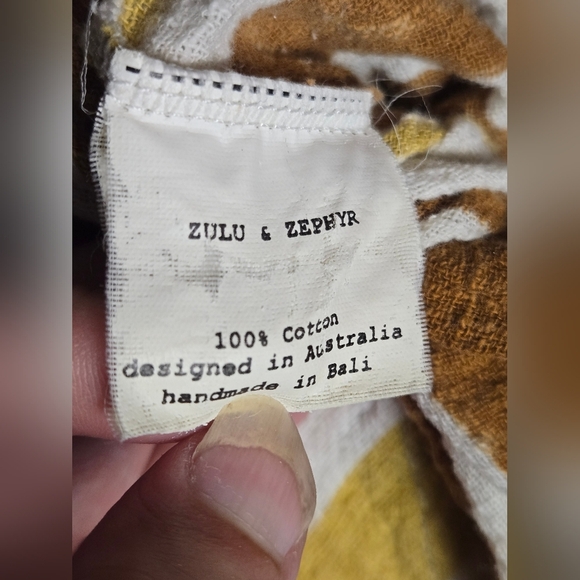 ZULU & ZEPHYR
100% Cotton
designed in Australia
handmade in Bali